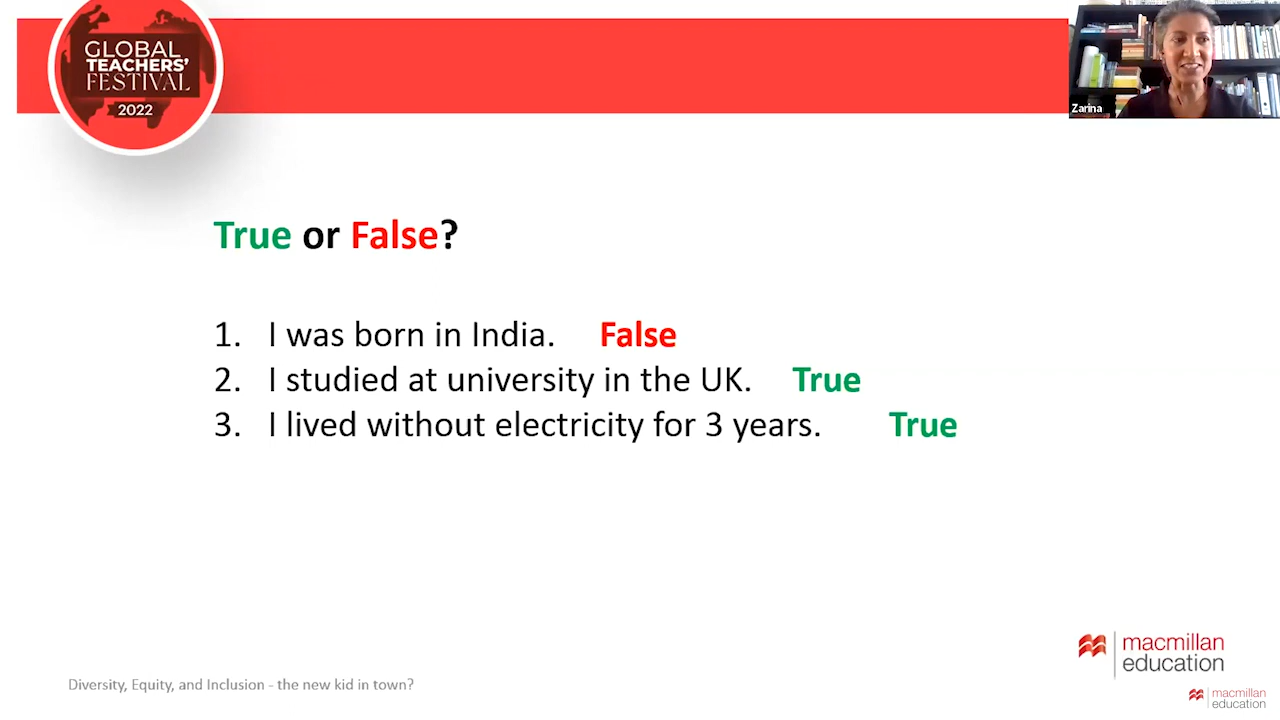 GLOBAL
TEACHERS'
FESTIVAL
2022
Zarina
True or False?
1. I was born in India. False
2. I studied at university in the UK. True
3. I lived without electricity for 3 years. True
macmillan
education
Diversity, Equity, and Inclusion - the new kid in town?
macmillan
education